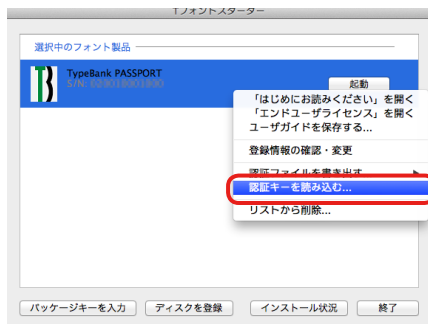 Tフォントスターター
選択中のフォント製品
TypeBank PASSPORT
S/N:
起動
「はじめにお読みください」を開く
「エンドユーザライセンス」を開く
ユーザガイドを保存する...
登録情報の確認・変更
認証ファイルを書き出す
認証キーを読み込む...
リストから削除...
パッケージキーを入力
ディスクを登録
インストール状況
終了